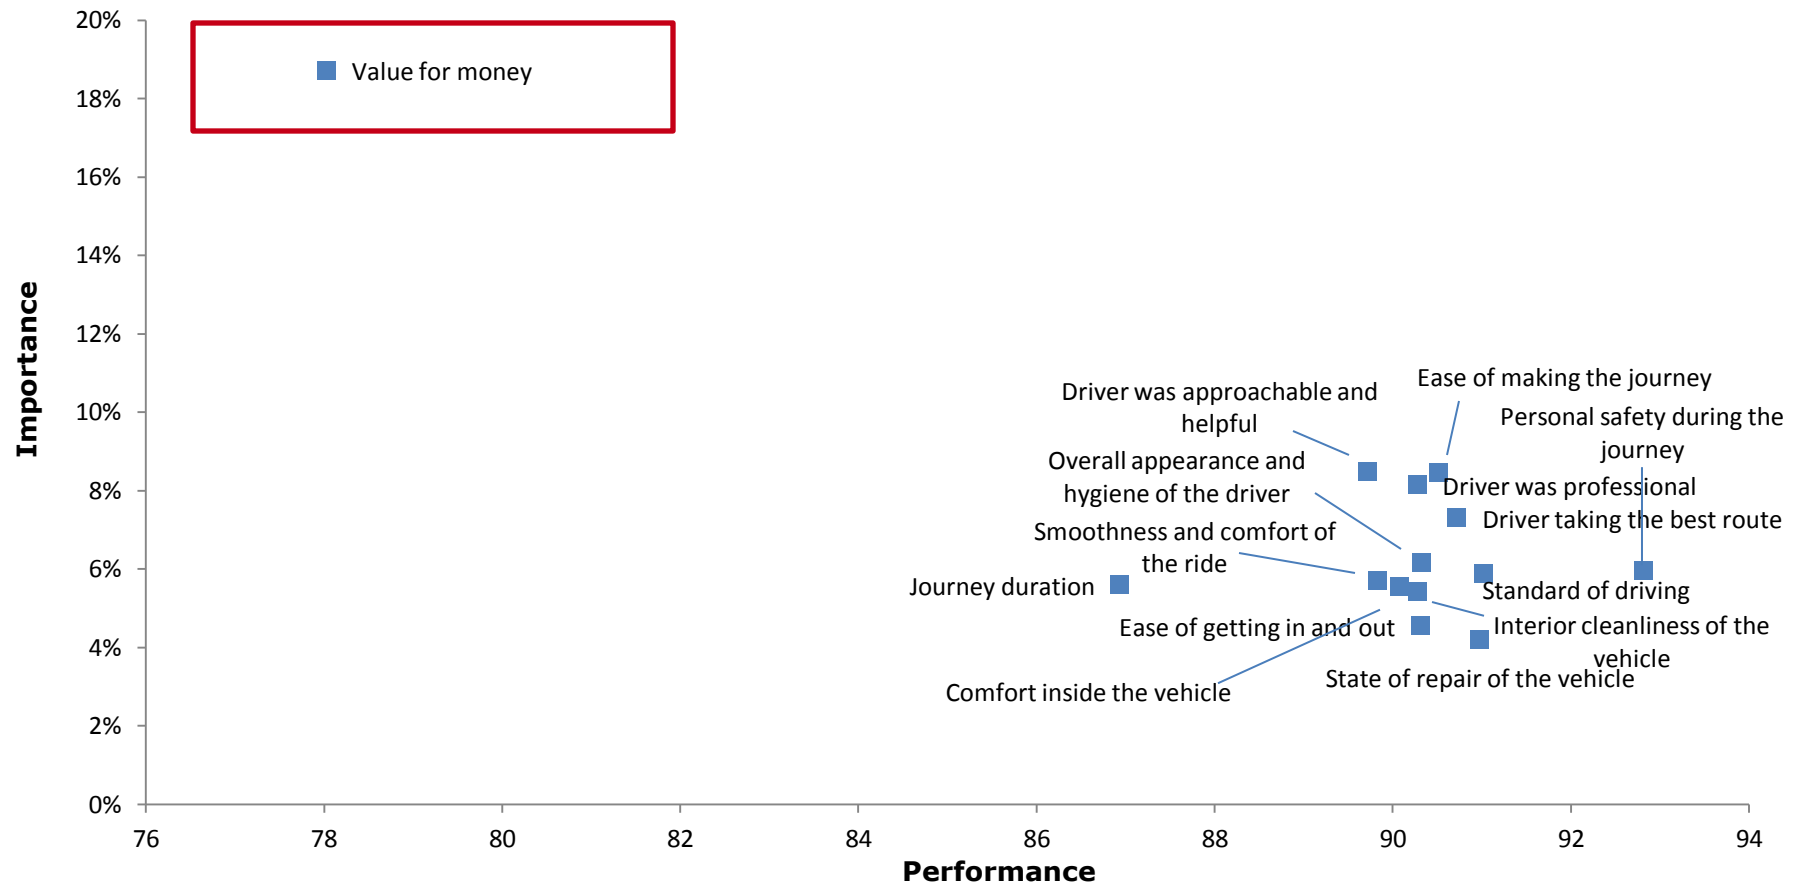 20%
18%
16%
14%
12%
10%
8%
6%
4%
2%
0%
Importance
Value for money
Driver was approachable and
helpful
Ease of making the journey
Personal safety during the
journey
Overall appearance and
hygiene of the driver
Driver was professional
Driver taking the best route
Smoothness and comfort of
the ride
Journey duration
Standard of driving
Ease of getting in and out
Interior cleanliness of the
vehicle
State of repair of the vehicle
Comfort inside the vehicle
76
78
80
82
84
86
88
90
92
94
Performance